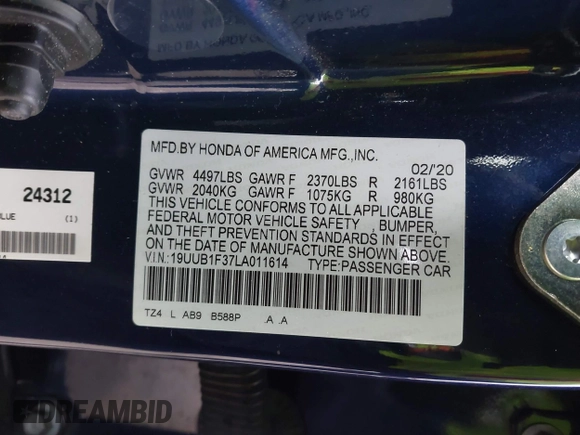 MFD.BY HONDA OF AMERICA MFG.,INC.
02/'20
GVWR 4497LBS GAWR F 2370LBS R 2161LBS
GVWR 2040KG GAWR F 1075KG R 980KG
THIS VEHICLE CONFORMS TO ALL APPLICABLE
FEDERAL MOTOR VEHICLE SAFETY , BUMPER,
AND THEFT PREVENTION STANDARDS IN EFFECT
ON THE DATE OF MANUFACTURE SHOWN ABOVE.
V.I.N.: 19UUB1F37LA011614 TYPE:PASSENGER CAR
TZ4 L AB9 B588P .A .A
24312
BLUE (1)
DREAMBID